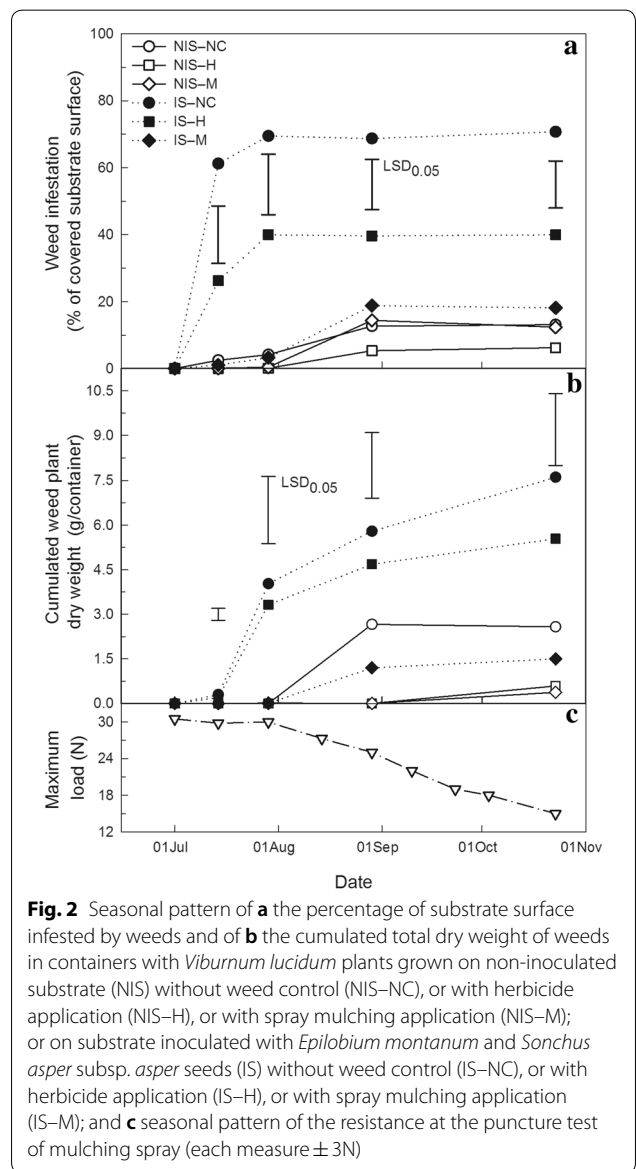 100
80
60
40
20
0
Weed infestation
(% of covered substrate surface)
a
NIS–NC
NIS–H
NIS–M
IS–NC
IS–H
IS–M
LSD0.05
10.5
9.0
7.5
6.0
4.5
3.0
1.5
0.0
Cumulated weed plant
dry weight (g/container)
b
LSD0.05
30
24
18
12
Maximum
load (N)
c
01Jul
01Aug
01Sep
01Oct
01Nov
Date
Fig. 2 Seasonal pattern of a the percentage of substrate surface
infested by weeds and of b the cumulated total dry weight of weeds
in containers with Viburnum lucidum plants grown on non-inoculated
substrate (NIS) without weed control (NIS–NC), or with herbicide
application (NIS–H), or with spray mulching application (NIS–M);
or on substrate inoculated with Epilobium montanum and Sonchus
asper subsp. asper seeds (IS) without weed control (IS–NC), or with
herbicide application (IS–H), or with spray mulching application
(IS–M); and c seasonal pattern of the resistance at the puncture test
of mulching spray (each measure ± 3N)